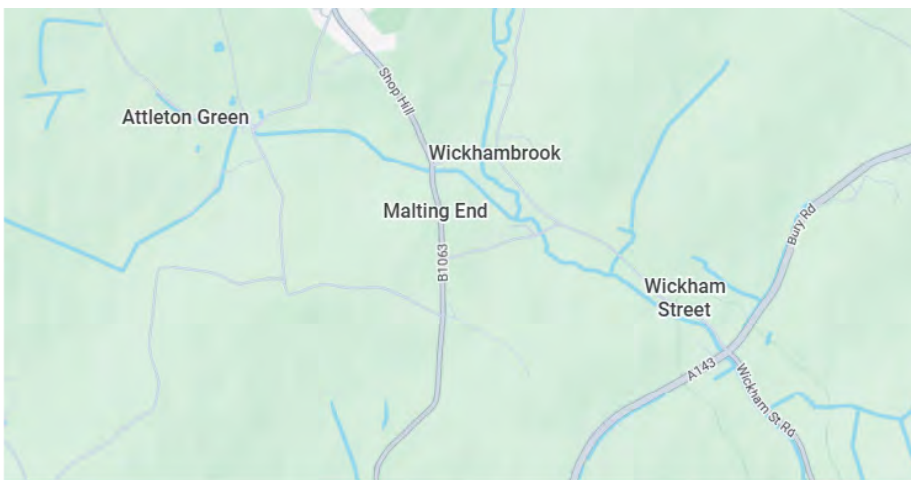 Shop Hill
Attleton Green
Wickhambrook
Malting End
Bury Rd
B1063
Wickham
Street
A143
Wickham St Rd